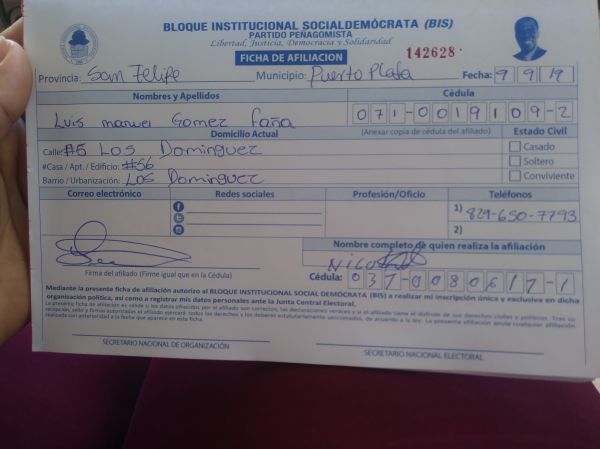 BLOQUE INSTITUCIONAL SOCIALDEMÓCRATA (BIS)
PARTIDO PEÑAGOMISTA
Libertad, Justicia, Democracia y Solidaridad
FICHA DE AFILIACION
142628
Provincia: San Felipe Municipio: Puerto Plata Fecha: 9 9 19
Nombres y Apellidos Cédula
Luis manuel Gomez faña 071-0019109-2
Domicilio Actual (Anexar copia de cédula del afiliado) Estado Civil
Calle: #5 Los Dominguez Casado
#Casa / Apt. / Edificio: #56 Soltero
Barrio / Urbanización: Los Dominguez Conviviente
Correo electrónico Redes sociales Profesión/Oficio Teléfonos
1) 829-650-7793
2)
Nombre completo de quien realiza la afiliación
Firma del afiliado (Firme igual que en la Cédula)
Cédula: 037-0080617-1
Mediante la presente ficha de afiliación autorizo al BLOQUE INSTITUCIONAL SOCIAL DEMÓCRATA (BIS) a realizar mi inscripción única y exclusiva en dicha
organización política, así como a registrar mis datos personales ante la Junta Central Electoral.
SECRETARIO NACIONAL DE ORGANIZACIÓN
SECRETARIO NACIONAL ELECTORAL